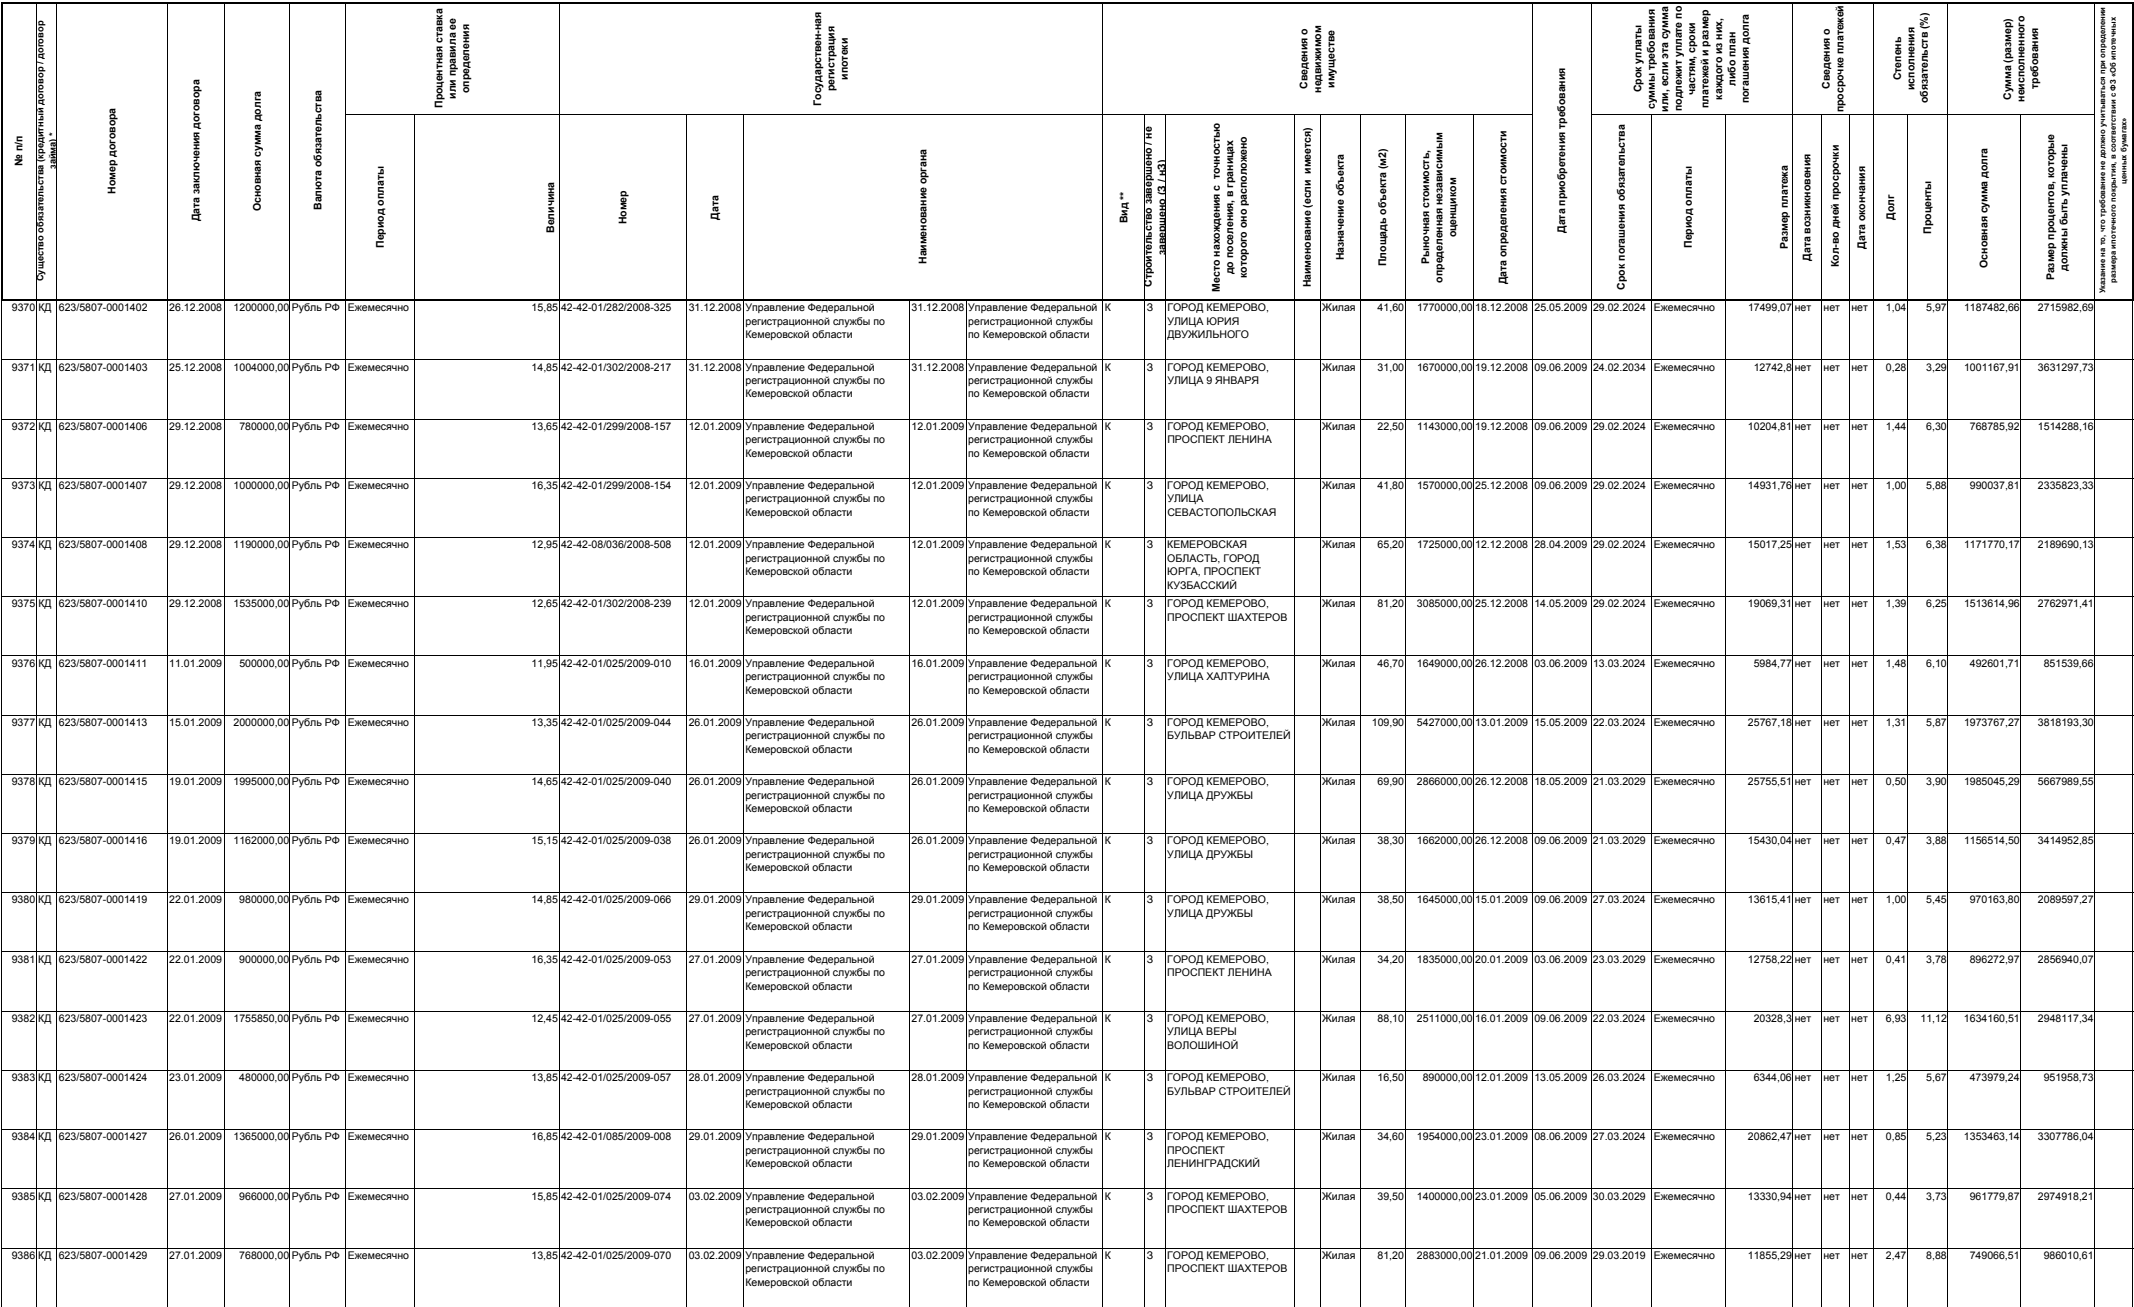 № п/п
Существо обязательства (кредитный договор / договор займа) *
Номер договора
Дата заключения договора
Основная сумма долга
Валюта обязательства
Процентная ставка или правила ее определения
Период оплаты
Величина
Государствен-ная регистрация ипотеки
Номер
Дата
Наименование органа
Сведения о недвижимом имуществе
Вид **
Строительство завершено / не завершено (З / нЗ)
Место нахождения с точностью до поселения, в границах которого оно расположено
Наименование (если имеется)
Назначение объекта
Площадь объекта (м2)
Рыночная стоимость, определенная независимым оценщиком
Дата определения стоимости
Дата приобретения требования
Срок уплаты суммы требования или, если эта сумма подлежит уплате по частям, сроки платежей и размер каждого из них, либо план погашения долга
Срок погашения обязательства
Период оплаты
Размер платежа
Сведения о просрочке платежей
Дата возникновения
Кол-во дней просрочки
Дата окончания
Степень исполнения обязательств (%)
Долг
Проценты
Сумма (размер) неисполненного требования
Основная сумма долга
Размер процентов, которые должны быть уплачены
Указание на то, что требование не должно учитываться при определении размера ипотечного покрытия, в соответствии с ФЗ «Об ипотечных ценных бумагах»
9370 КД 623/5807-0001402 26.12.2008 1200000,00 Рубль РФ Ежемесячно 15,85 42-42-01/282/2008-325 31.12.2008 Управление Федеральной регистрационной службы по Кемеровской области 31.12.2008 Управление Федеральной регистрационной службы по Кемеровской области К З ГОРОД КЕМЕРОВО, УЛИЦА ЮРИЯ ДВУЖИЛЬНОГО Жилая 41,60 1770000,00 18.12.2008 25.05.2009 29.02.2024 Ежемесячно 17499,07 нет нет нет 1,04 5,97 1187482,66 2715982,69
9371 КД 623/5807-0001403 25.12.2008 1004000,00 Рубль РФ Ежемесячно 14,85 42-42-01/302/2008-217 31.12.2008 Управление Федеральной регистрационной службы по Кемеровской области 31.12.2008 Управление Федеральной регистрационной службы по Кемеровской области К З ГОРОД КЕМЕРОВО, УЛИЦА 9 ЯНВАРЯ Жилая 31,00 1670000,00 19.12.2008 09.06.2009 24.02.2034 Ежемесячно 12742,8 нет нет нет 0,28 3,29 1001167,91 3631297,73
9372 КД 623/5807-0001406 29.12.2008 780000,00 Рубль РФ Ежемесячно 13,65 42-42-01/299/2008-157 12.01.2009 Управление Федеральной регистрационной службы по Кемеровской области 12.01.2009 Управление Федеральной регистрационной службы по Кемеровской области К З ГОРОД КЕМЕРОВО, ПРОСПЕКТ ЛЕНИНА Жилая 22,50 1143000,00 19.12.2008 09.06.2009 29.02.2024 Ежемесячно 10204,81 нет нет нет 1,44 6,30 768785,92 1514288,16
9373 КД 623/5807-0001407 29.12.2008 1000000,00 Рубль РФ Ежемесячно 16,35 42-42-01/299/2008-154 12.01.2009 Управление Федеральной регистрационной службы по Кемеровской области 12.01.2009 Управление Федеральной регистрационной службы по Кемеровской области К З ГОРОД КЕМЕРОВО, УЛИЦА СЕВАСТОПОЛЬСКАЯ Жилая 41,80 1570000,00 25.12.2008 09.06.2009 29.02.2024 Ежемесячно 14931,76 нет нет нет 1,00 5,88 990037,81 2335823,33
9374 КД 623/5807-0001408 29.12.2008 1190000,00 Рубль РФ Ежемесячно 12,95 42-42-08/036/2008-508 12.01.2009 Управление Федеральной регистрационной службы по Кемеровской области 12.01.2009 Управление Федеральной регистрационной службы по Кемеровской области К З КЕМЕРОВСКАЯ ОБЛАСТЬ, ГОРОД ЮРГА, ПРОСПЕКТ КУЗБАССКИЙ Жилая 65,20 1725000,00 12.12.2008 28.04.2009 29.02.2024 Ежемесячно 15017,25 нет нет нет 1,53 6,38 1171770,17 2189690,13
9375 КД 623/5807-0001410 29.12.2008 1535000,00 Рубль РФ Ежемесячно 12,65 42-42-01/302/2008-239 12.01.2009 Управление Федеральной регистрационной службы по Кемеровской области 12.01.2009 Управление Федеральной регистрационной службы по Кемеровской области К З ГОРОД КЕМЕРОВО, ПРОСПЕКТ ШАХТЕРОВ Жилая 81,20 3085000,00 25.12.2008 14.05.2009 29.02.2024 Ежемесячно 19069,31 нет нет нет 1,39 6,25 1513614,96 2762971,41
9376 КД 623/5807-0001411 11.01.2009 500000,00 Рубль РФ Ежемесячно 11,95 42-42-01/025/2009-010 16.01.2009 Управление Федеральной регистрационной службы по Кемеровской области 16.01.2009 Управление Федеральной регистрационной службы по Кемеровской области К З ГОРОД КЕМЕРОВО, УЛИЦА ХАЛТУРИНА Жилая 46,70 1649000,00 26.12.2008 03.06.2009 13.03.2024 Ежемесячно 5984,77 нет нет нет 1,48 6,10 492601,71 851539,66
9377 КД 623/5807-0001413 15.01.2009 2000000,00 Рубль РФ Ежемесячно 13,35 42-42-01/025/2009-044 26.01.2009 Управление Федеральной регистрационной службы по Кемеровской области 26.01.2009 Управление Федеральной регистрационной службы по Кемеровской области К З ГОРОД КЕМЕРОВО, БУЛЬВАР СТРОИТЕЛЕЙ Жилая 109,90 5427000,00 13.01.2009 15.05.2009 22.03.2024 Ежемесячно 25767,18 нет нет нет 1,31 5,87 1973767,27 3818193,30
9378 КД 623/5807-0001415 19.01.2009 1995000,00 Рубль РФ Ежемесячно 14,65 42-42-01/025/2009-040 26.01.2009 Управление Федеральной регистрационной службы по Кемеровской области 26.01.2009 Управление Федеральной регистрационной службы по Кемеровской области К З ГОРОД КЕМЕРОВО, УЛИЦА ДРУЖБЫ Жилая 69,90 2866000,00 26.12.2008 18.05.2009 21.03.2029 Ежемесячно 25755,51 нет нет нет 0,50 3,90 1985045,29 5667989,55
9379 КД 623/5807-0001416 19.01.2009 1162000,00 Рубль РФ Ежемесячно 15,15 42-42-01/025/2009-038 26.01.2009 Управление Федеральной регистрационной службы по Кемеровской области 26.01.2009 Управление Федеральной регистрационной службы по Кемеровской области К З ГОРОД КЕМЕРОВО, УЛИЦА ДРУЖБЫ Жилая 38,30 1662000,00 26.12.2008 09.06.2009 21.03.2029 Ежемесячно 15430,04 нет нет нет 0,47 3,88 1156514,50 3414952,85
9380 КД 623/5807-0001419 22.01.2009 980000,00 Рубль РФ Ежемесячно 14,85 42-42-01/025/2009-066 29.01.2009 Управление Федеральной регистрационной службы по Кемеровской области 29.01.2009 Управление Федеральной регистрационной службы по Кемеровской области К З ГОРОД КЕМЕРОВО, УЛИЦА ДРУЖБЫ Жилая 38,50 1645000,00 15.01.2009 09.06.2009 27.03.2024 Ежемесячно 13615,41 нет нет нет 1,00 5,45 970163,80 2089597,27
9381 КД 623/5807-0001422 22.01.2009 900000,00 Рубль РФ Ежемесячно 16,35 42-42-01/025/2009-053 27.01.2009 Управление Федеральной регистрационной службы по Кемеровской области 27.01.2009 Управление Федеральной регистрационной службы по Кемеровской области К З ГОРОД КЕМЕРОВО, ПРОСПЕКТ ЛЕНИНА Жилая 34,20 1835000,00 20.01.2009 03.06.2009 23.03.2029 Ежемесячно 12758,22 нет нет нет 0,41 3,78 896272,97 2856940,07
9382 КД 623/5807-0001423 22.01.2009 1755850,00 Рубль РФ Ежемесячно 12,45 42-42-01/025/2009-055 27.01.2009 Управление Федеральной регистрационной службы по Кемеровской области 27.01.2009 Управление Федеральной регистрационной службы по Кемеровской области К З ГОРОД КЕМЕРОВО, УЛИЦА ВЕРЫ ВОЛОШИНОЙ Жилая 88,10 2511000,00 16.01.2009 09.06.2009 22.03.2024 Ежемесячно 20328,3 нет нет нет 6,93 11,12 1634160,51 2948117,34
9383 КД 623/5807-0001424 23.01.2009 480000,00 Рубль РФ Ежемесячно 13,85 42-42-01/025/2009-057 28.01.2009 Управление Федеральной регистрационной службы по Кемеровской области 28.01.2009 Управление Федеральной регистрационной службы по Кемеровской области К З ГОРОД КЕМЕРОВО, БУЛЬВАР СТРОИТЕЛЕЙ Жилая 16,50 890000,00 12.01.2009 13.05.2009 26.03.2024 Ежемесячно 6344,06 нет нет нет 1,25 5,67 473979,24 951958,73
9384 КД 623/5807-0001427 26.01.2009 1365000,00 Рубль РФ Ежемесячно 16,85 42-42-01/085/2009-008 29.01.2009 Управление Федеральной регистрационной службы по Кемеровской области 29.01.2009 Управление Федеральной регистрационной службы по Кемеровской области К З ГОРОД КЕМЕРОВО, ПРОСПЕКТ ЛЕНИНГРАДСКИЙ Жилая 34,60 1954000,00 23.01.2009 08.06.2009 27.03.2024 Ежемесячно 20862,47 нет нет нет 0,85 5,23 1353463,14 3307786,04
9385 КД 623/5807-0001428 27.01.2009 966000,00 Рубль РФ Ежемесячно 15,85 42-42-01/025/2009-074 03.02.2009 Управление Федеральной регистрационной службы по Кемеровской области 03.02.2009 Управление Федеральной регистрационной службы по Кемеровской области К З ГОРОД КЕМЕРОВО, ПРОСПЕКТ ШАХТЕРОВ Жилая 39,50 1400000,00 23.01.2009 05.06.2009 30.03.2029 Ежемесячно 13330,94 нет нет нет 0,44 3,73 961779,87 2974918,21
9386 КД 623/5807-0001429 27.01.2009 768000,00 Рубль РФ Ежемесячно 13,85 42-42-01/025/2009-070 03.02.2009 Управление Федеральной регистрационной службы по Кемеровской области 03.02.2009 Управление Федеральной регистрационной службы по Кемеровской области К З ГОРОД КЕМЕРОВО, ПРОСПЕКТ ШАХТЕРОВ Жилая 81,20 2883000,00 21.01.2009 09.06.2009 29.03.2019 Ежемесячно 11855,29 нет нет нет 2,47 8,88 749066,51 986010,61